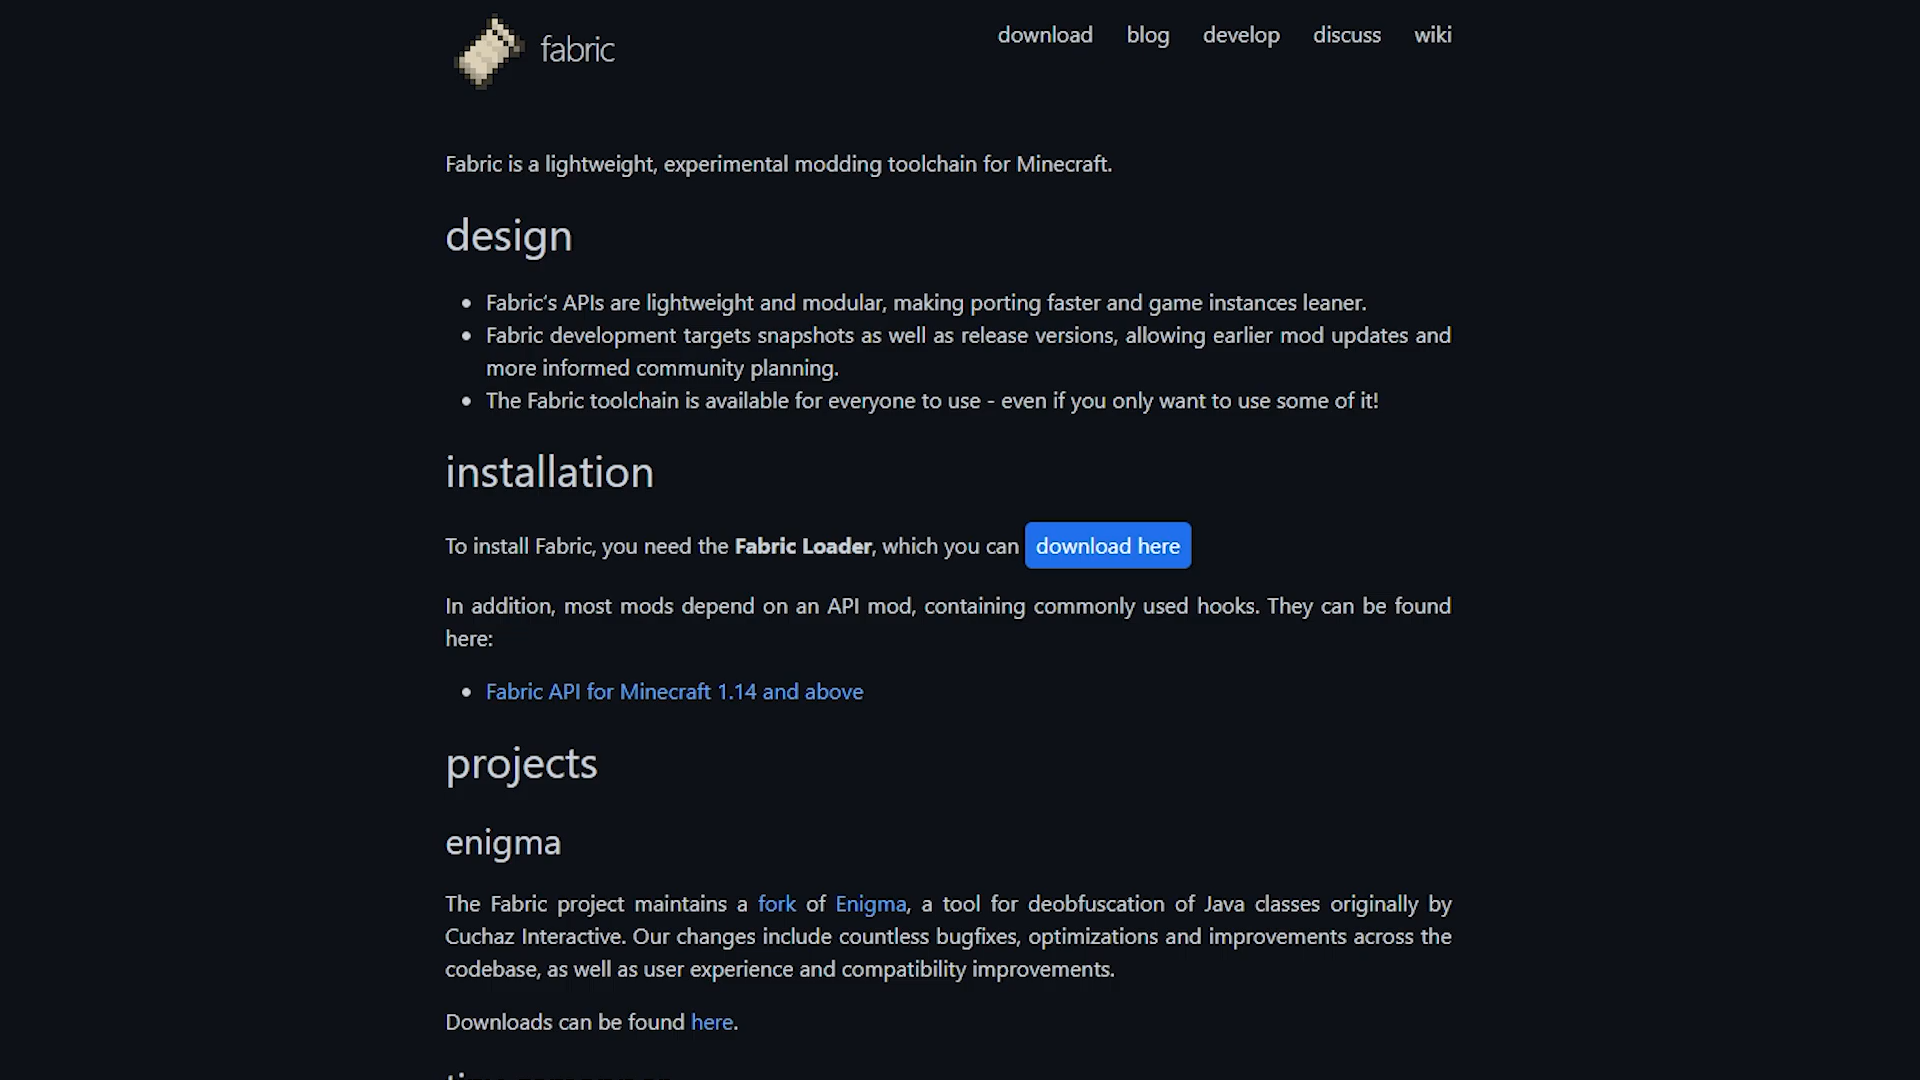 fabric
download blog develop discuss wiki
Fabric is a lightweight, experimental modding toolchain for Minecraft.
design
Fabric's APIs are lightweight and modular, making porting faster and game instances leaner.
Fabric development targets snapshots as well as release versions, allowing earlier mod updates and
more informed community planning.
The Fabric toolchain is available for everyone to use - even if you only want to use some of it!
installation
To install Fabric, you need the Fabric Loader, which you can download here
In addition, most mods depend on an API mod, containing commonly used hooks. They can be found
here:
Fabric API for Minecraft 1.14 and above
projects
enigma
The Fabric project maintains a fork of Enigma, a tool for deobfuscation of Java classes originally by
Cuchaz Interactive. Our changes include countless bugfixes, optimizations and improvements across the
codebase, as well as user experience and compatibility improvements.
Downloads can be found here.